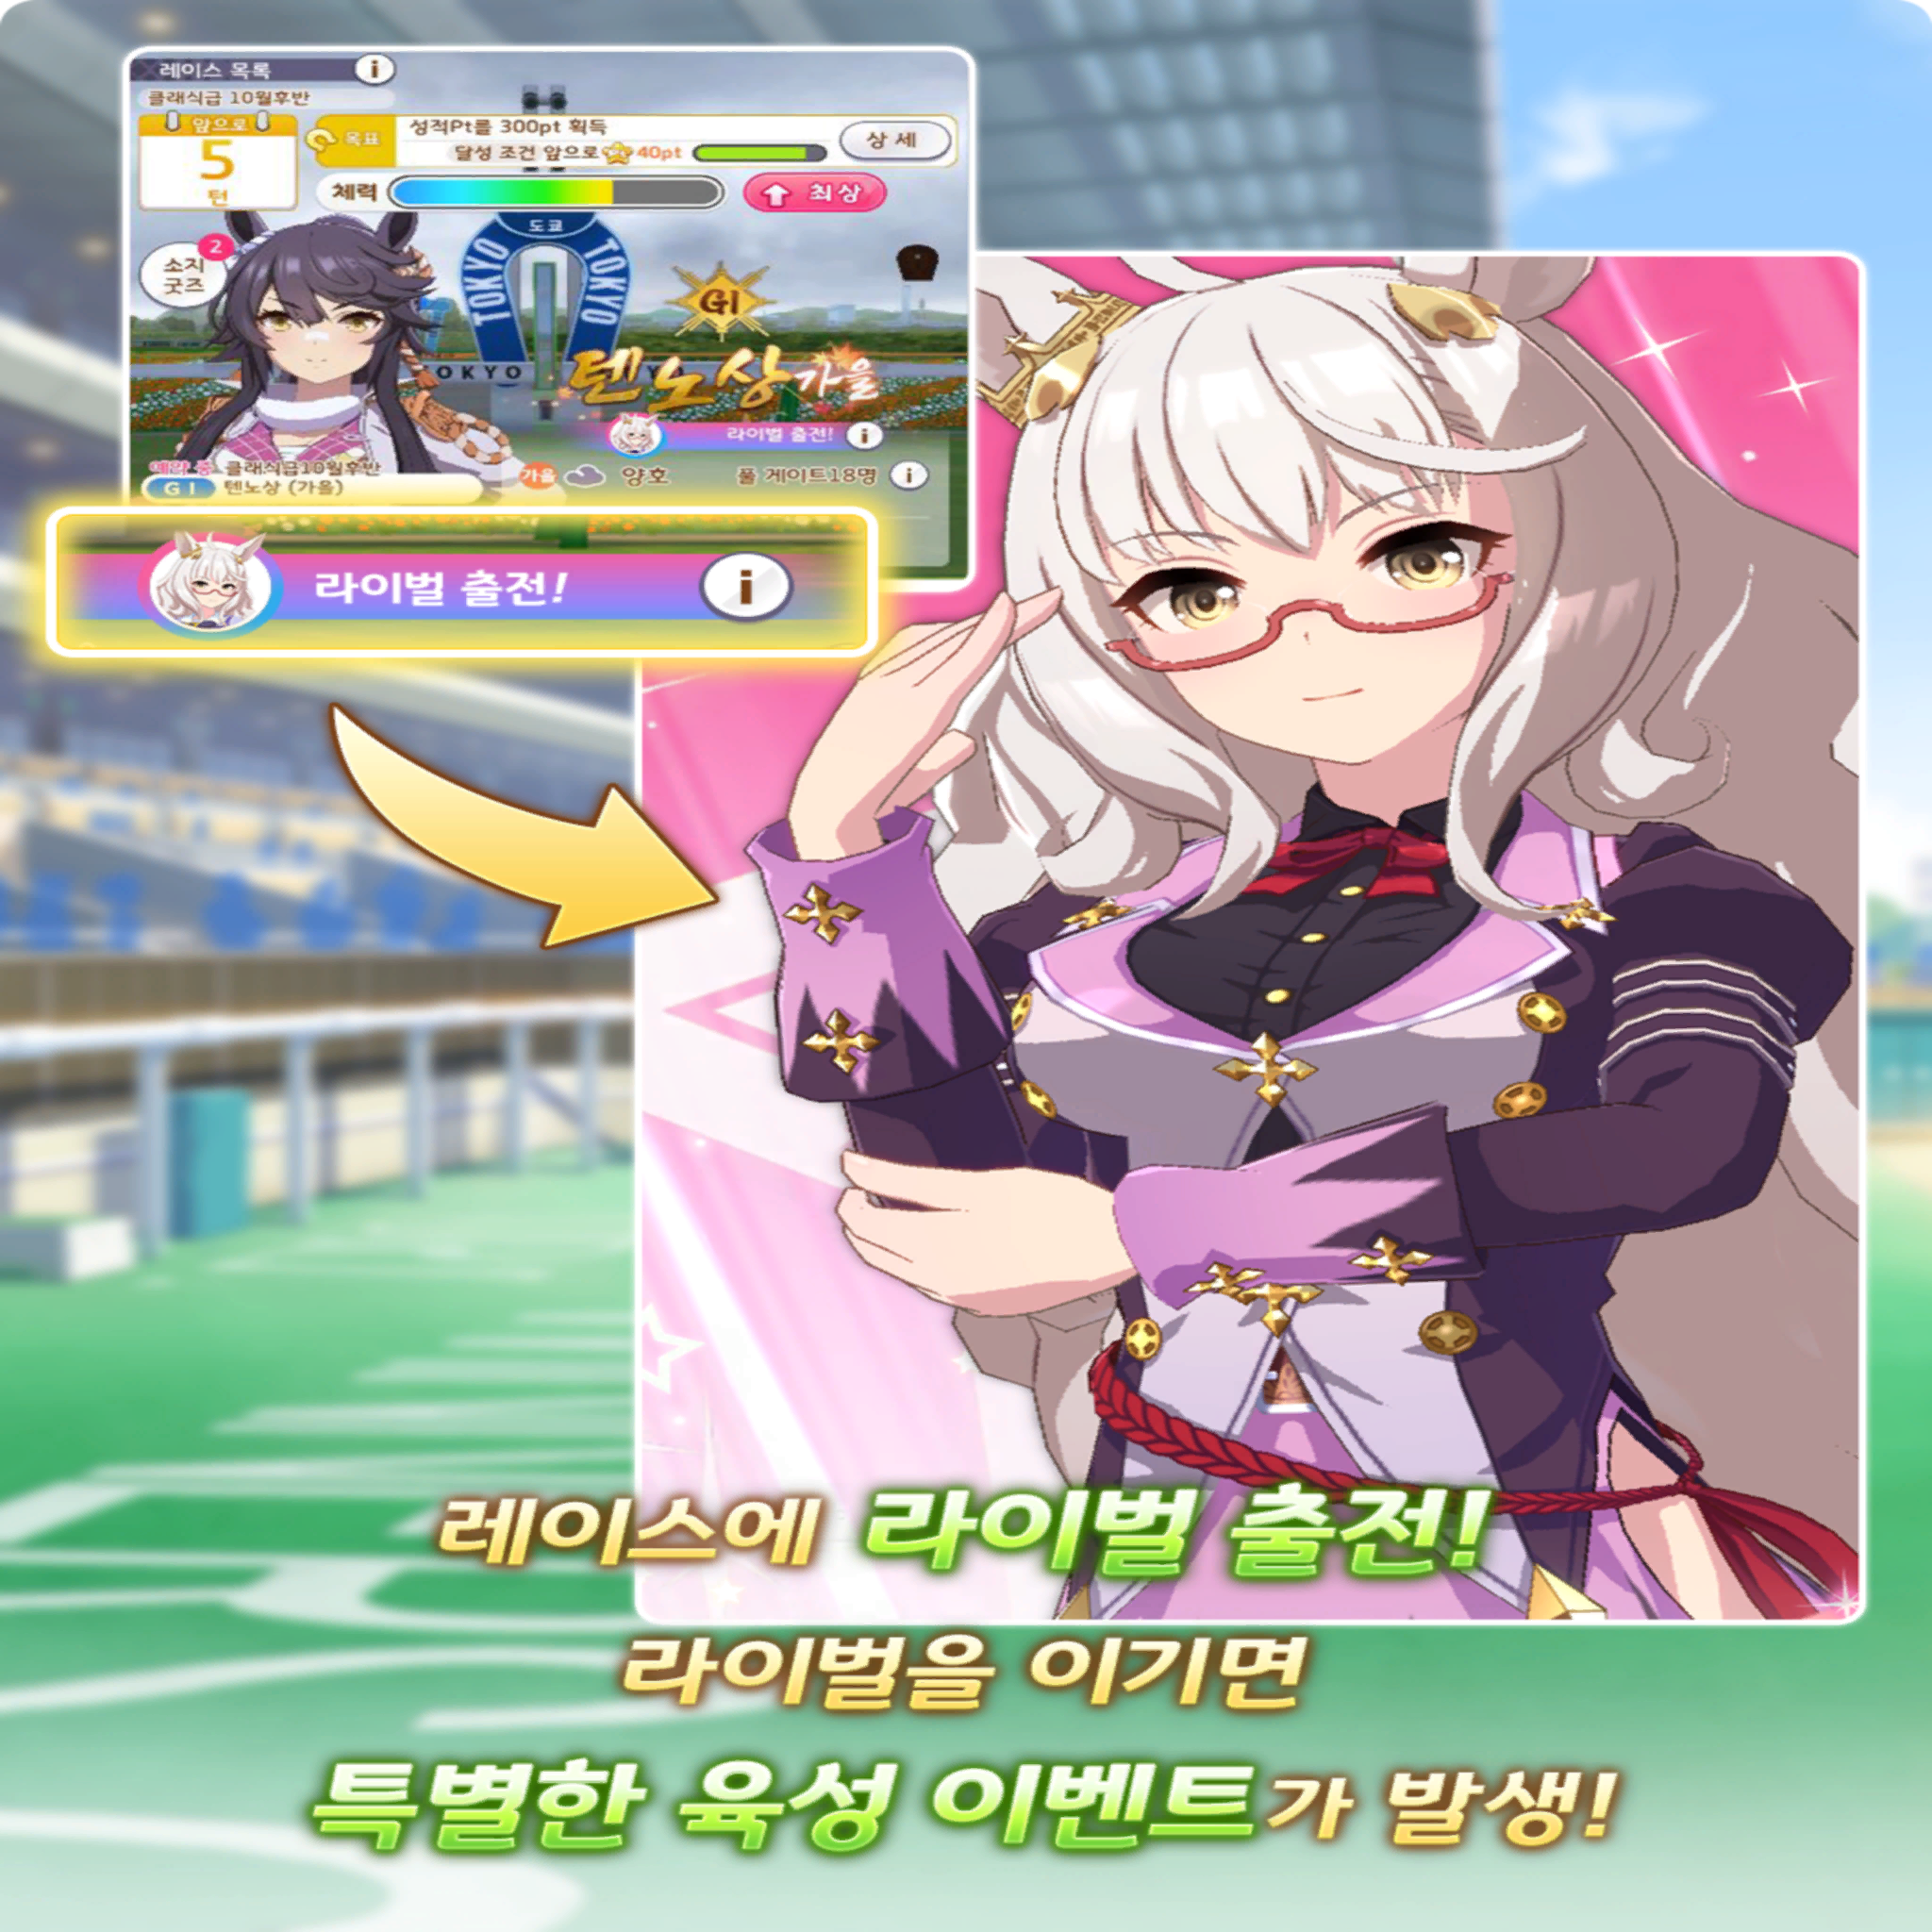 레이스 목록 i
클래식급 10월후반
앞으로
5
턴
목표
성적Pt를 300pt 획득
달성 조건 앞으로 40pt
상세
체력
최상
2
소지
굿즈
도쿄
TOKYO TOKYO
GI
TOKYO
텐노상 가을
라이벌 출전! i
예약 중 클래식급10월후반
GI 텐노상 (가을)
가을 양호 풀 게이트18명 i
라이벌 출전! i
레이스에 라이벌 출전!
라이벌을 이기면
특별한 육성 이벤트가 발생!